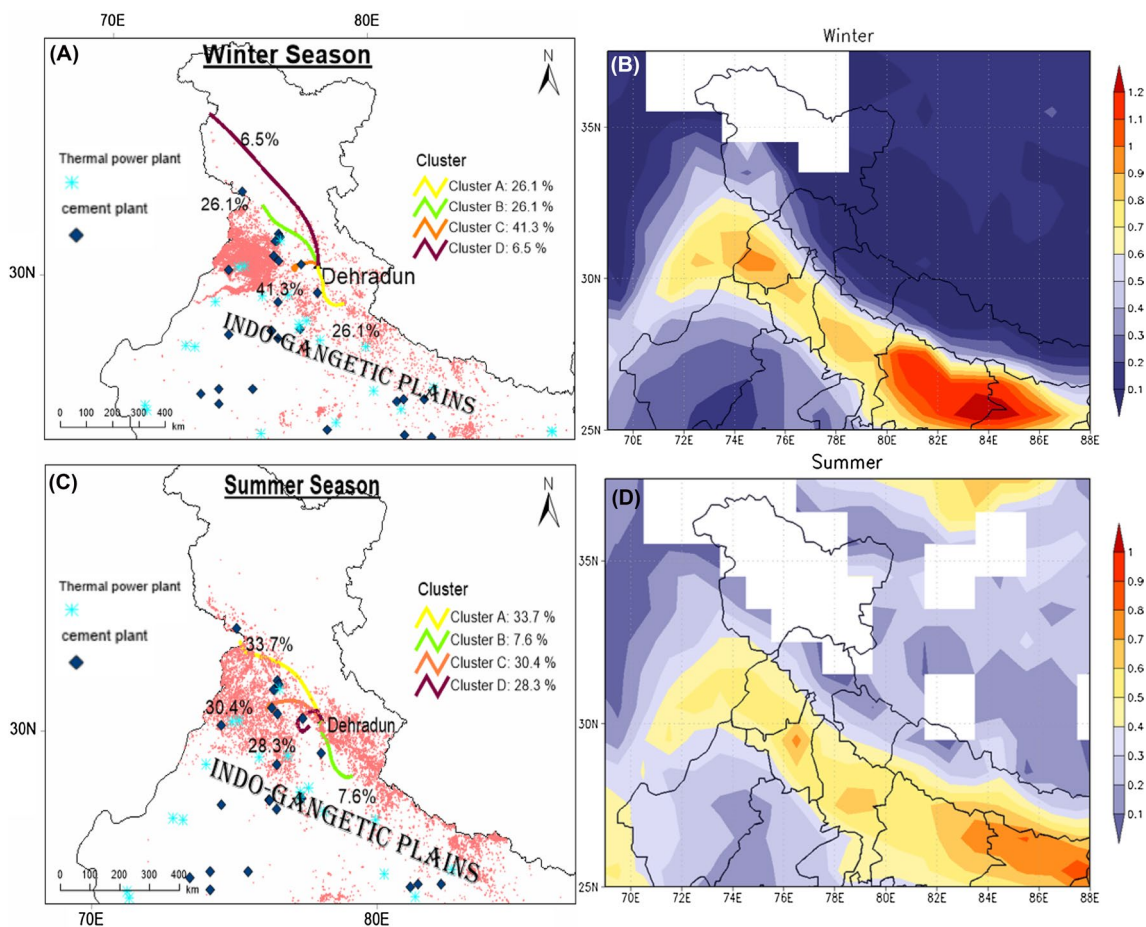 70E 80E
(A) Winter Season N
Thermal power plant
cement plant
6.5%
26.1%
Cluster
Cluster A: 26.1 %
Cluster B: 26.1 %
Cluster C: 41.3 %
Cluster D: 6.5 %
30N
Dehradun
41.3%
26.1%
INDO-GANGETIC PLAINS
0 100 200 300 400
km
Winter
(B)
35N
30N
25N
70E 72E 74E 76E 78E 80E 82E 84E 86E 88E
1.2
1.1
1
0.9
0.8
0.7
0.6
0.5
0.4
0.3
0.2
0.1
(C) Summer Season N
Thermal power plant
cement plant
Cluster
Cluster A: 33.7 %
Cluster B: 7.6 %
Cluster C: 30.4 %
Cluster D: 28.3 %
33.7%
30.4%
Dehradun
30N
28.3%
7.6%
INDO-GANGETIC PLAINS
0 100 200 300 400
km
70E 80E
Summer
(D)
35N
30N
25N
70E 72E 74E 76E 78E 80E 82E 84E 86E 88E
1
0.9
0.8
0.7
0.6
0.5
0.4
0.3
0.2
0.1